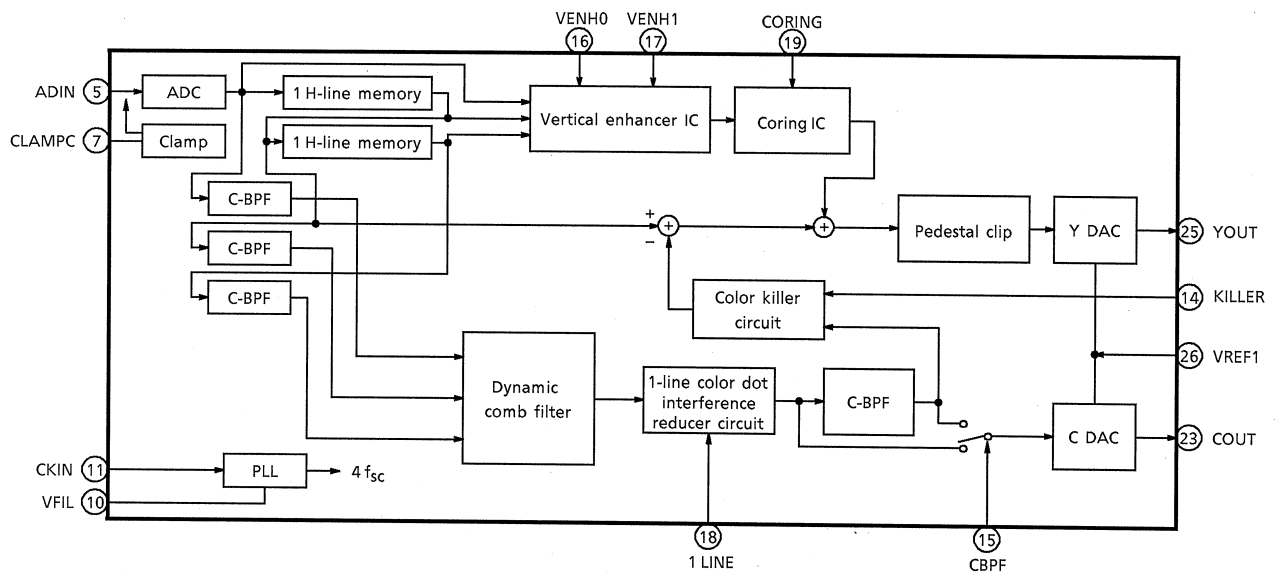 VENH0
VENH1
CORING
16
17
19
ADIN
5
ADC
1 H-line memory
Vertical enhancer IC
Coring IC
CLAMPC
7
Clamp
1 H-line memory
C-BPF
+
+
+
−
Pedestal clip
Y DAC
25
YOUT
C-BPF
C-BPF
Color killer
circuit
14
KILLER
26
VREF1
Dynamic
comb filter
1-line color dot
interference
reducer circuit
C-BPF
C DAC
23
COUT
CKIN
11
PLL
4 fsc
VFIL
10
18
1 LINE
15
CBPF